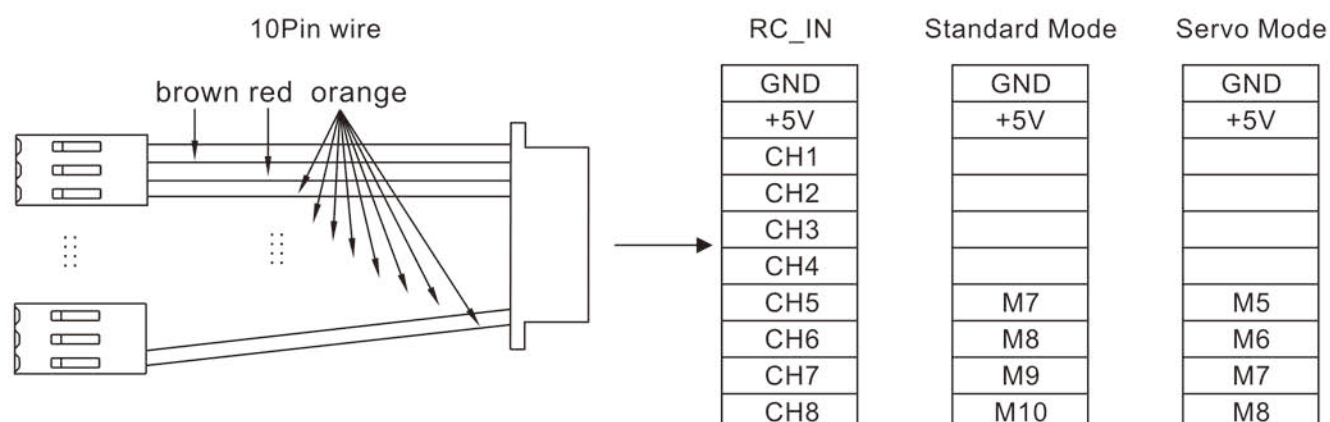 10Pin wire
RC_IN
Standard Mode
Servo Mode
brown red orange
GND
+5V
CH1
CH2
CH3
CH4
CH5
CH6
CH7
CH8
GND
+5V
M7
M8
M9
M10
GND
+5V
M5
M6
M7
M8